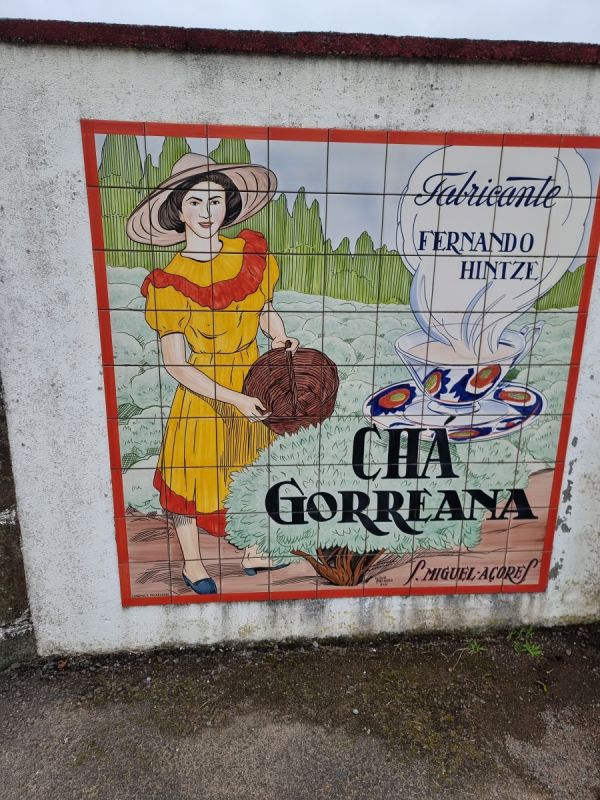 Fabricante
FERNANDO
HINTZE
CHÁ
GORREANA
S. MIGUEL-AÇORES